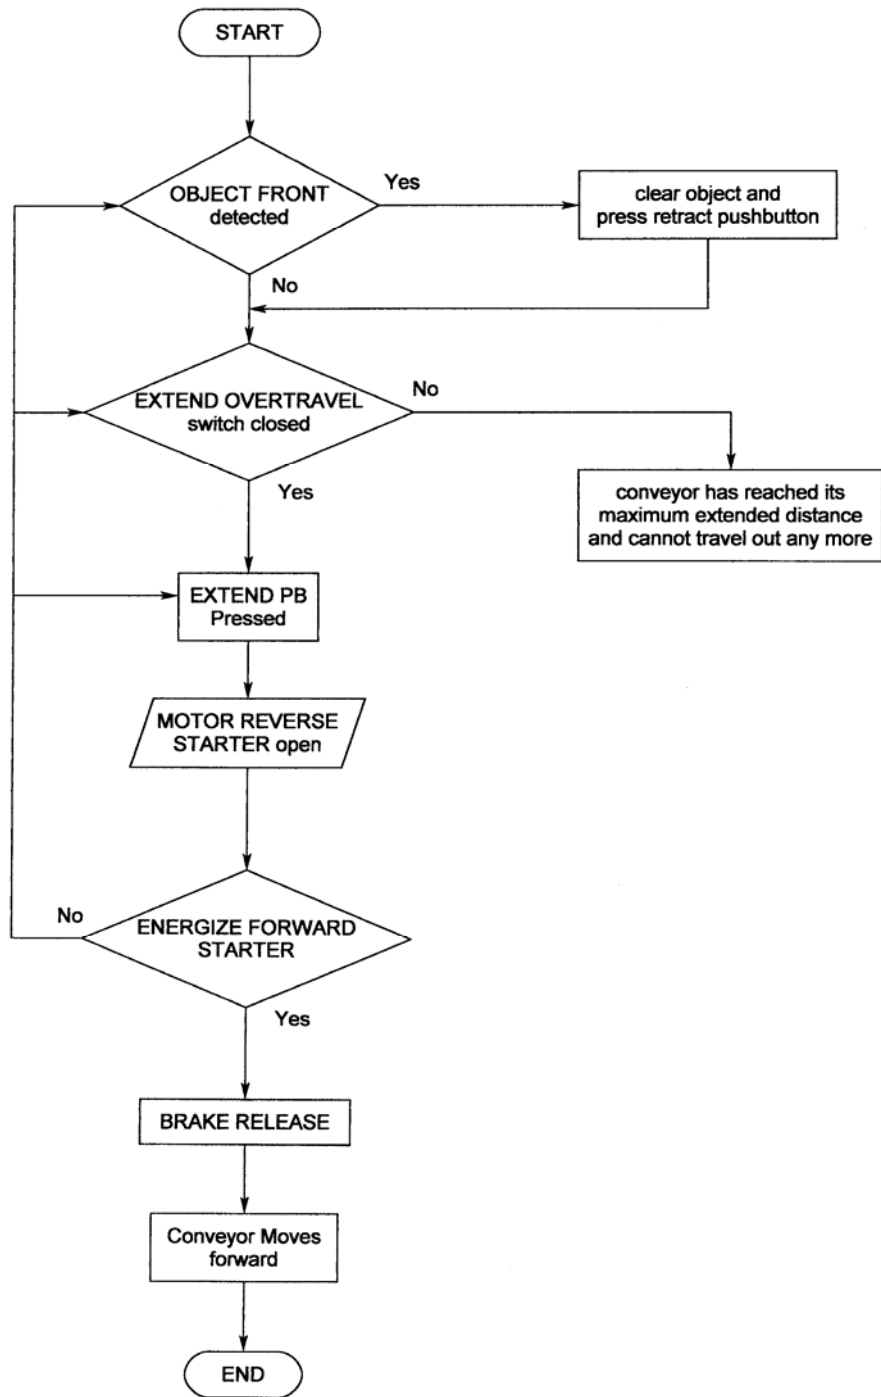 START
OBJECT FRONT
detected
Yes
clear object and
press retract pushbutton
No
EXTEND OVERTRAVEL
switch closed
No
Yes
conveyor has reached its
maximum extended distance
and cannot travel out any more
EXTEND PB
Pressed
MOTOR REVERSE
STARTER open
No
ENERGIZE FORWARD
STARTER
Yes
BRAKE RELEASE
Conveyor Moves
forward
END